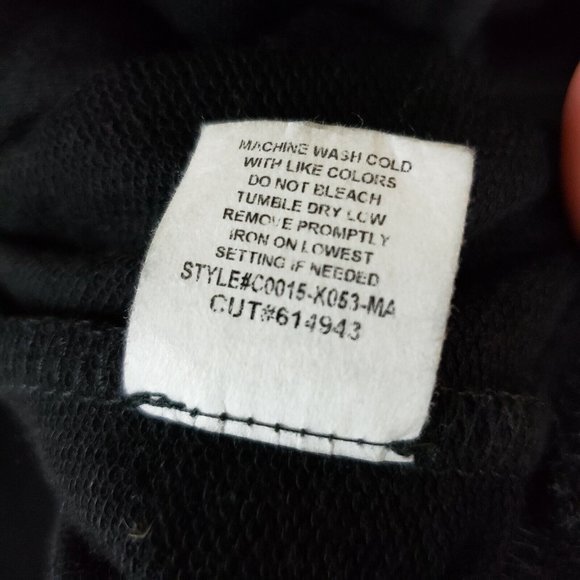 MACHINE WASH COLD
WITH LIKE COLORS
DO NOT BLEACH
TUMBLE DRY LOW
REMOVE PROMPTLY
IRON ON LOWEST
SETTING IF NEEDED
STYLE#C0015-X053-MA
CUT#614943